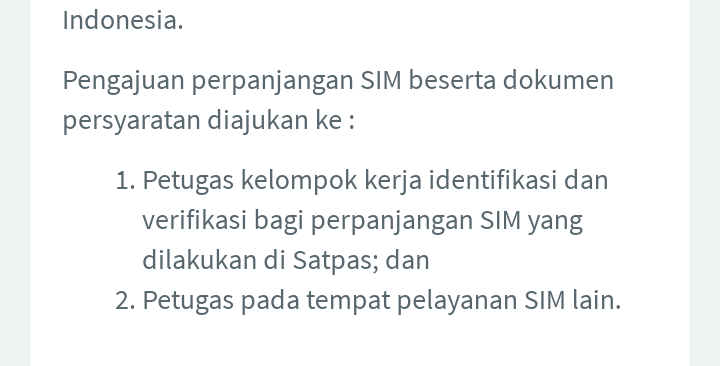 Indonesia.
Pengajuan perpanjangan SIM beserta dokumen
persyaratan diajukan ke :
1. Petugas kelompok kerja identifikasi dan
verifikasi bagi perpanjangan SIM yang
dilakukan di Satpas; dan
2. Petugas pada tempat pelayanan SIM lain.